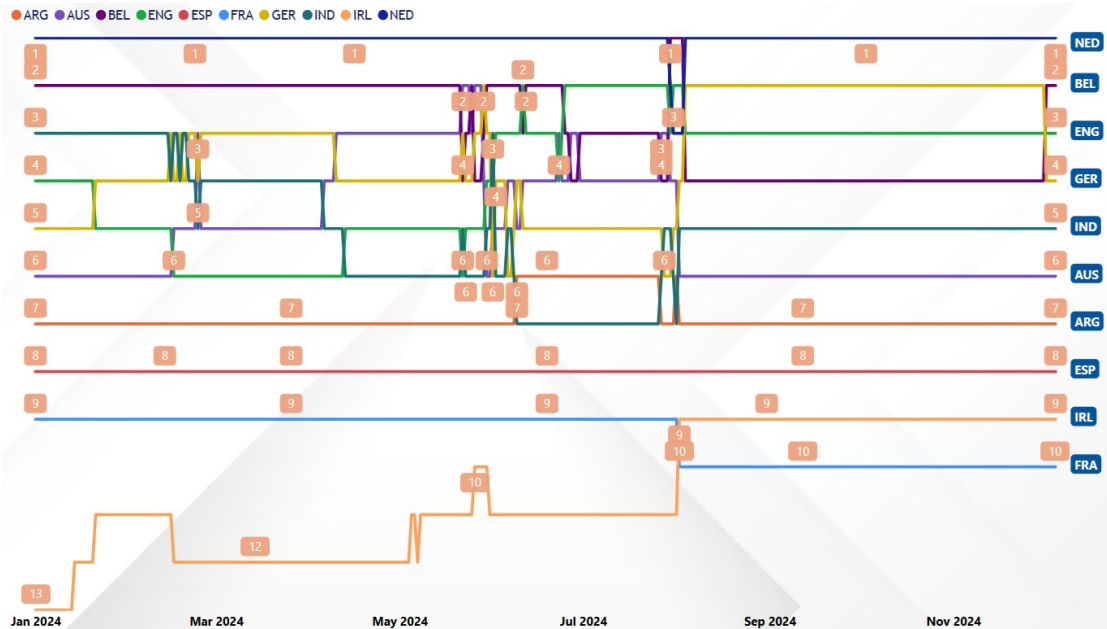 ARG AUS BEL ENG ESP FRA GER IND IRL NED
1 1 1 1 1 1 NED
2 2 2 BEL
2 2 2
3 3 3 ENG
3 3 3
4 4 4 4 4 GER
4
5 5 5 IND
6 6 6 6 6 6 6 AUS
6 6 6
7 7 7 7 7 ARG
8 8 8 8 8 8 ESP
9 9 9 9 9 IRL
9
10 10 10 FRA
10
12
13
Jan 2024 Mar 2024 May 2024 Jul 2024 Sep 2024 Nov 2024